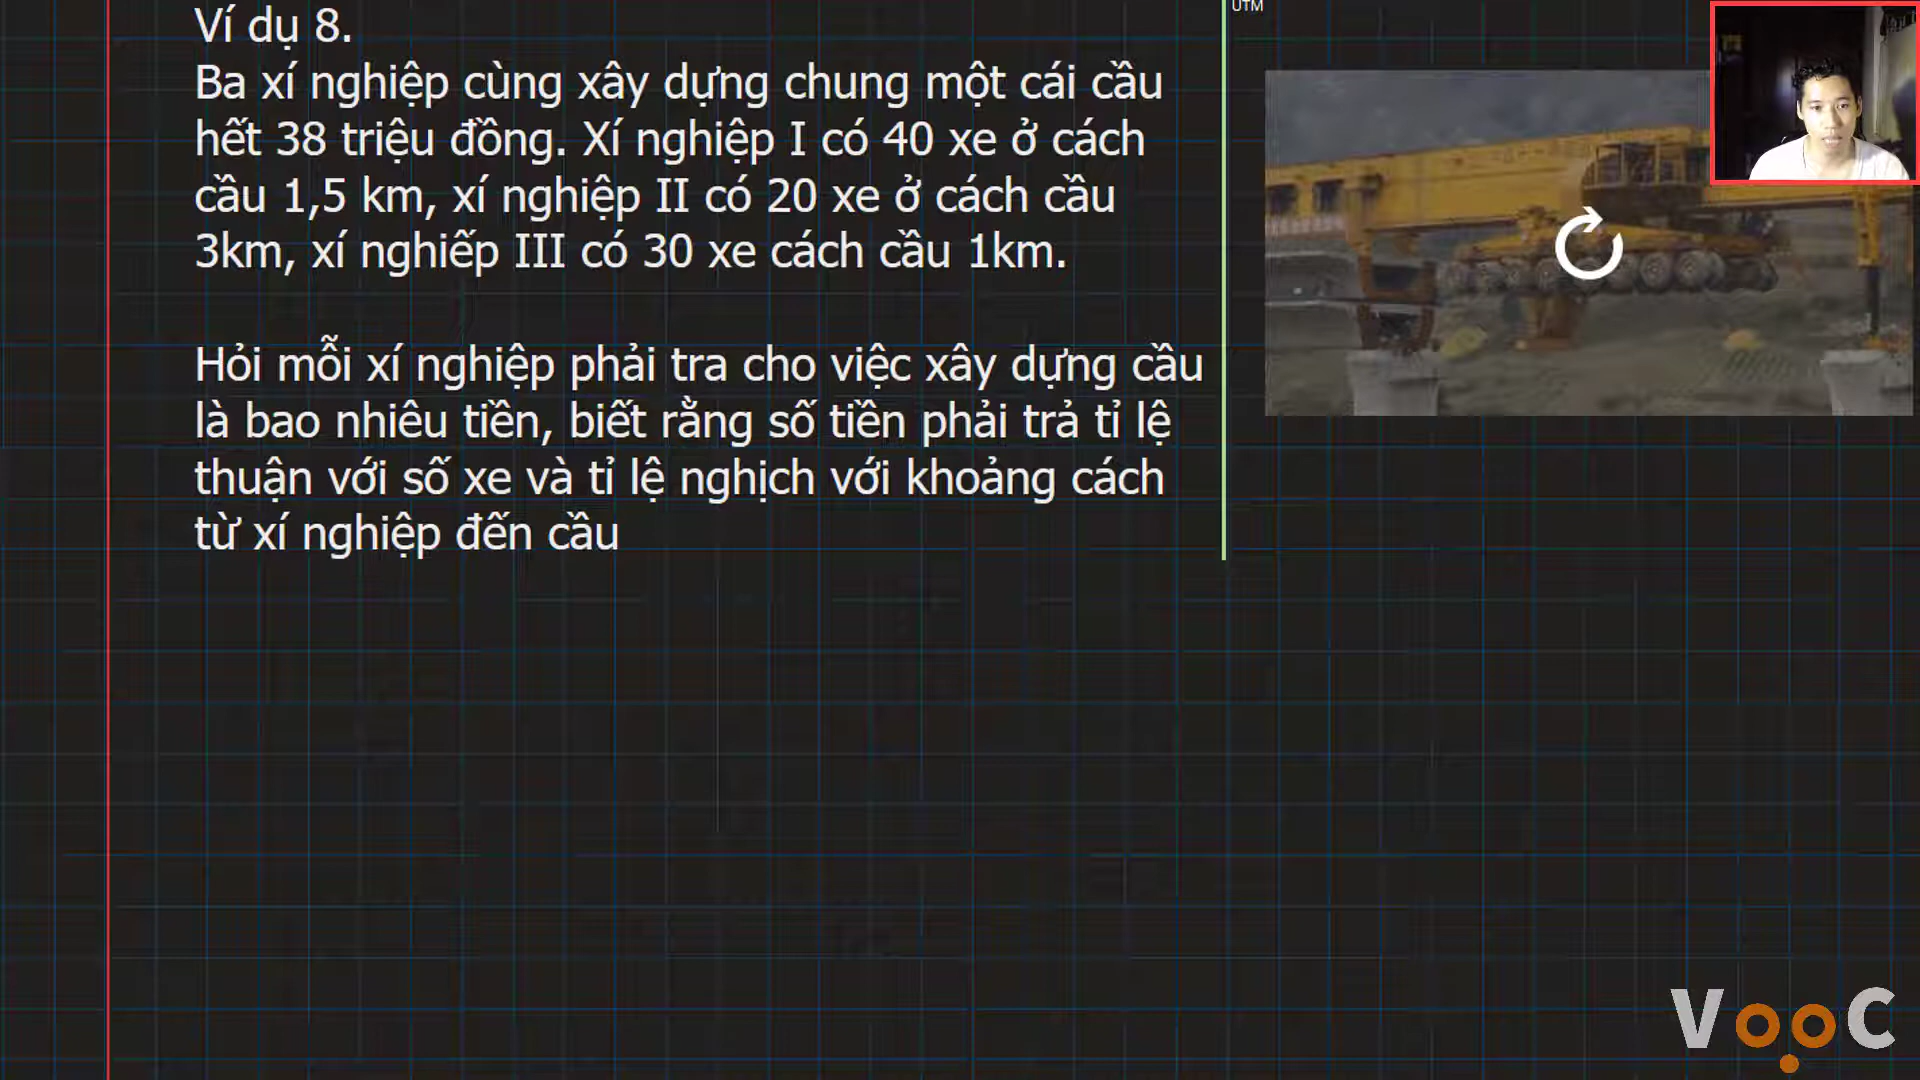 Ví dụ 8.
Ba xí nghiệp cùng xây dựng chung một cái cầu
hết 38 triệu đồng. Xí nghiệp I có 40 xe ở cách
cầu 1,5 km, xí nghiệp II có 20 xe ở cách cầu
3km, xí nghiếp III có 30 xe cách cầu 1km.
Hỏi mỗi xí nghiệp phải tra cho việc xây dựng cầu
là bao nhiêu tiền, biết rằng số tiền phải trả tỉ lệ
thuận với số xe và tỉ lệ nghịch với khoảng cách
từ xí nghiệp đến cầu
UTM
VooC